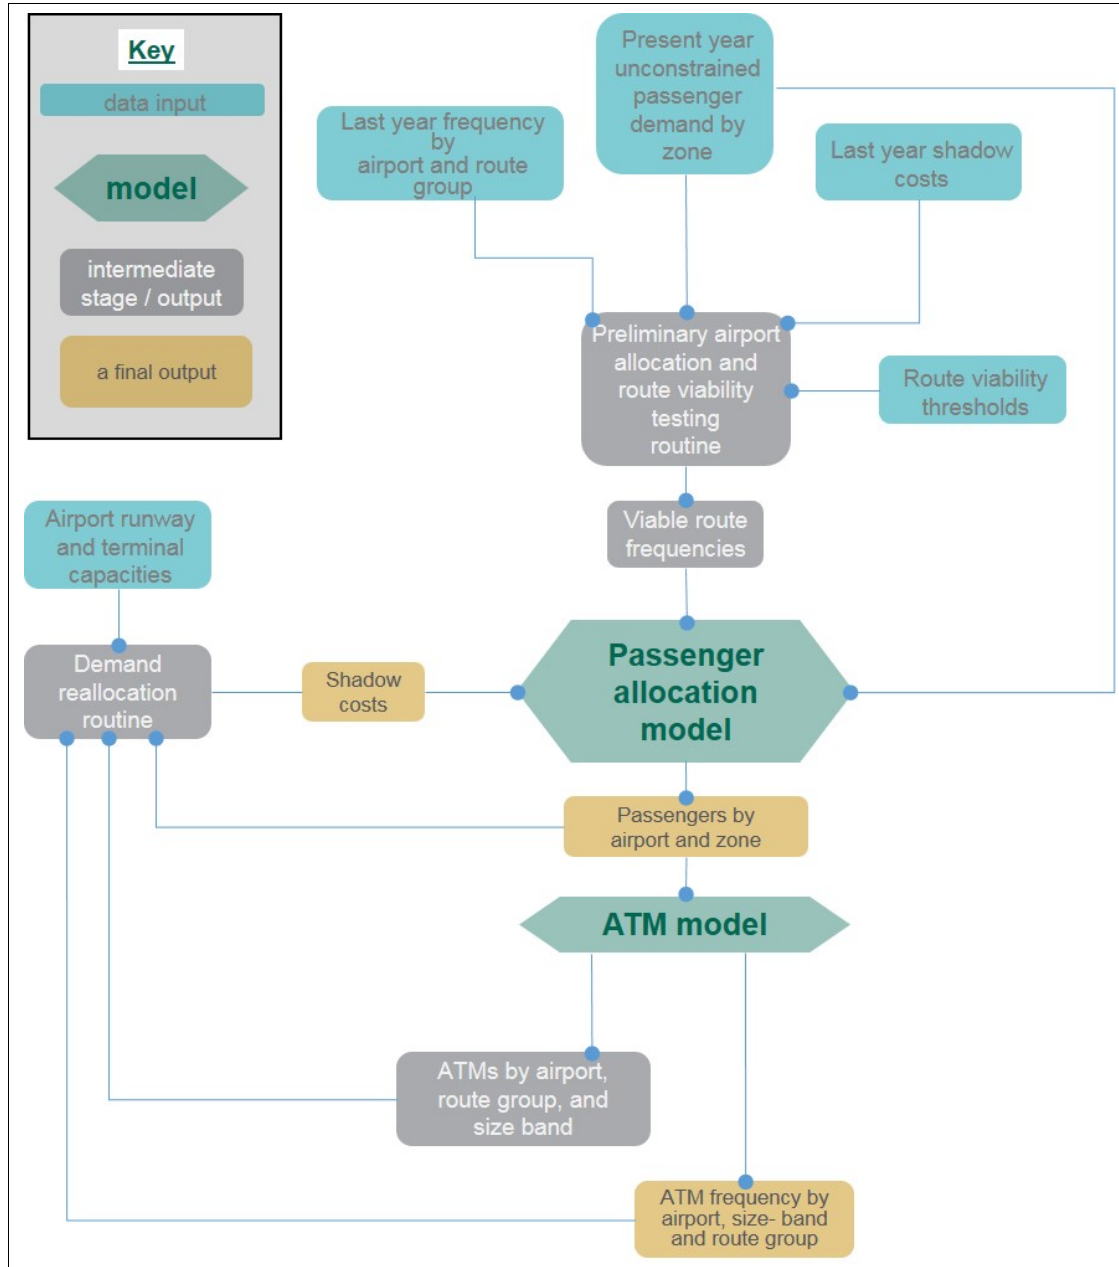 Key
data input
model
intermediate
stage / output
a final output
Present year
unconstrained
passenger
demand by
zone
Last year frequency
by
airport and route
group
Last year shadow
costs
Preliminary airport
allocation and
route viability
testing
routine
Route viability
thresholds
Viable route
frequencies
Airport runway
and terminal
capacities
Demand
reallocation
routine
Shadow
costs
Passenger
allocation
model
Passengers by
airport and zone
ATM model
ATMs by airport,
route group, and
size band
ATM frequency by
airport, size- band
and route group